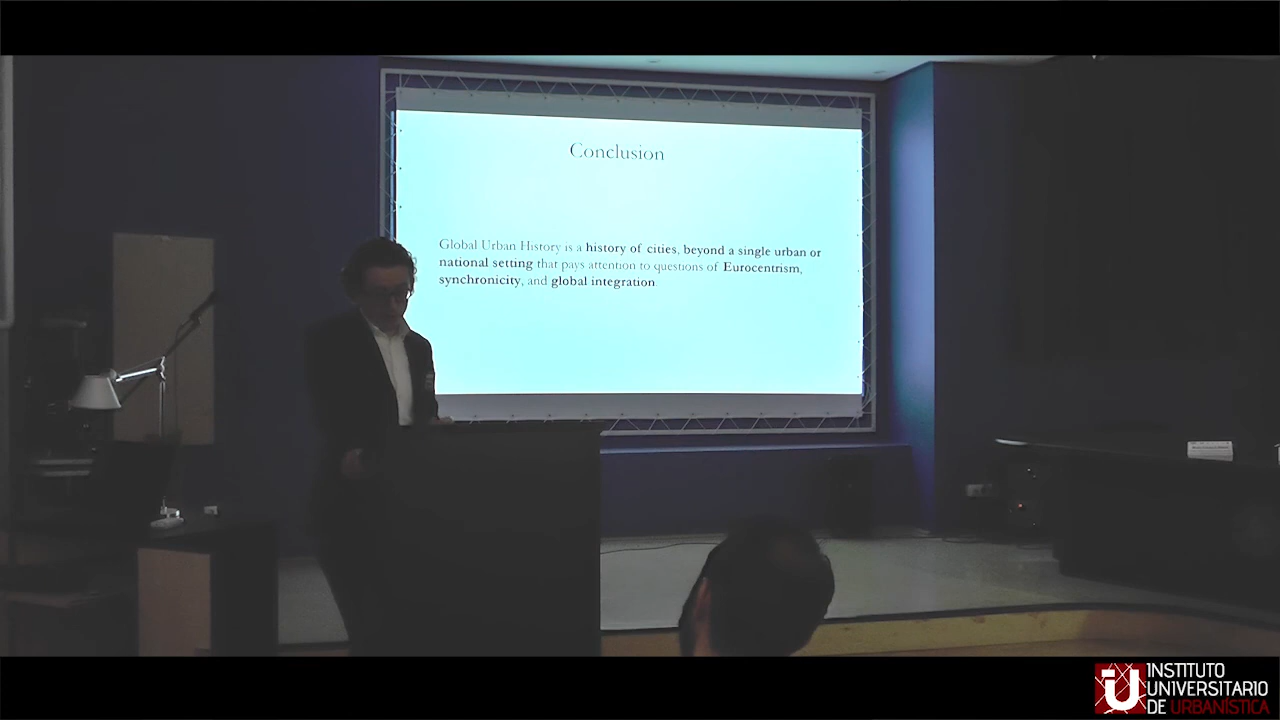 Conclusion
Global Urban History is a history of cities, beyond a single urban or
national setting that pays attention to questions of Eurocentrism,
synchronicity, and global integration.
INSTITUTO
UNIVERSITARIO
DE URBANÍSTICA